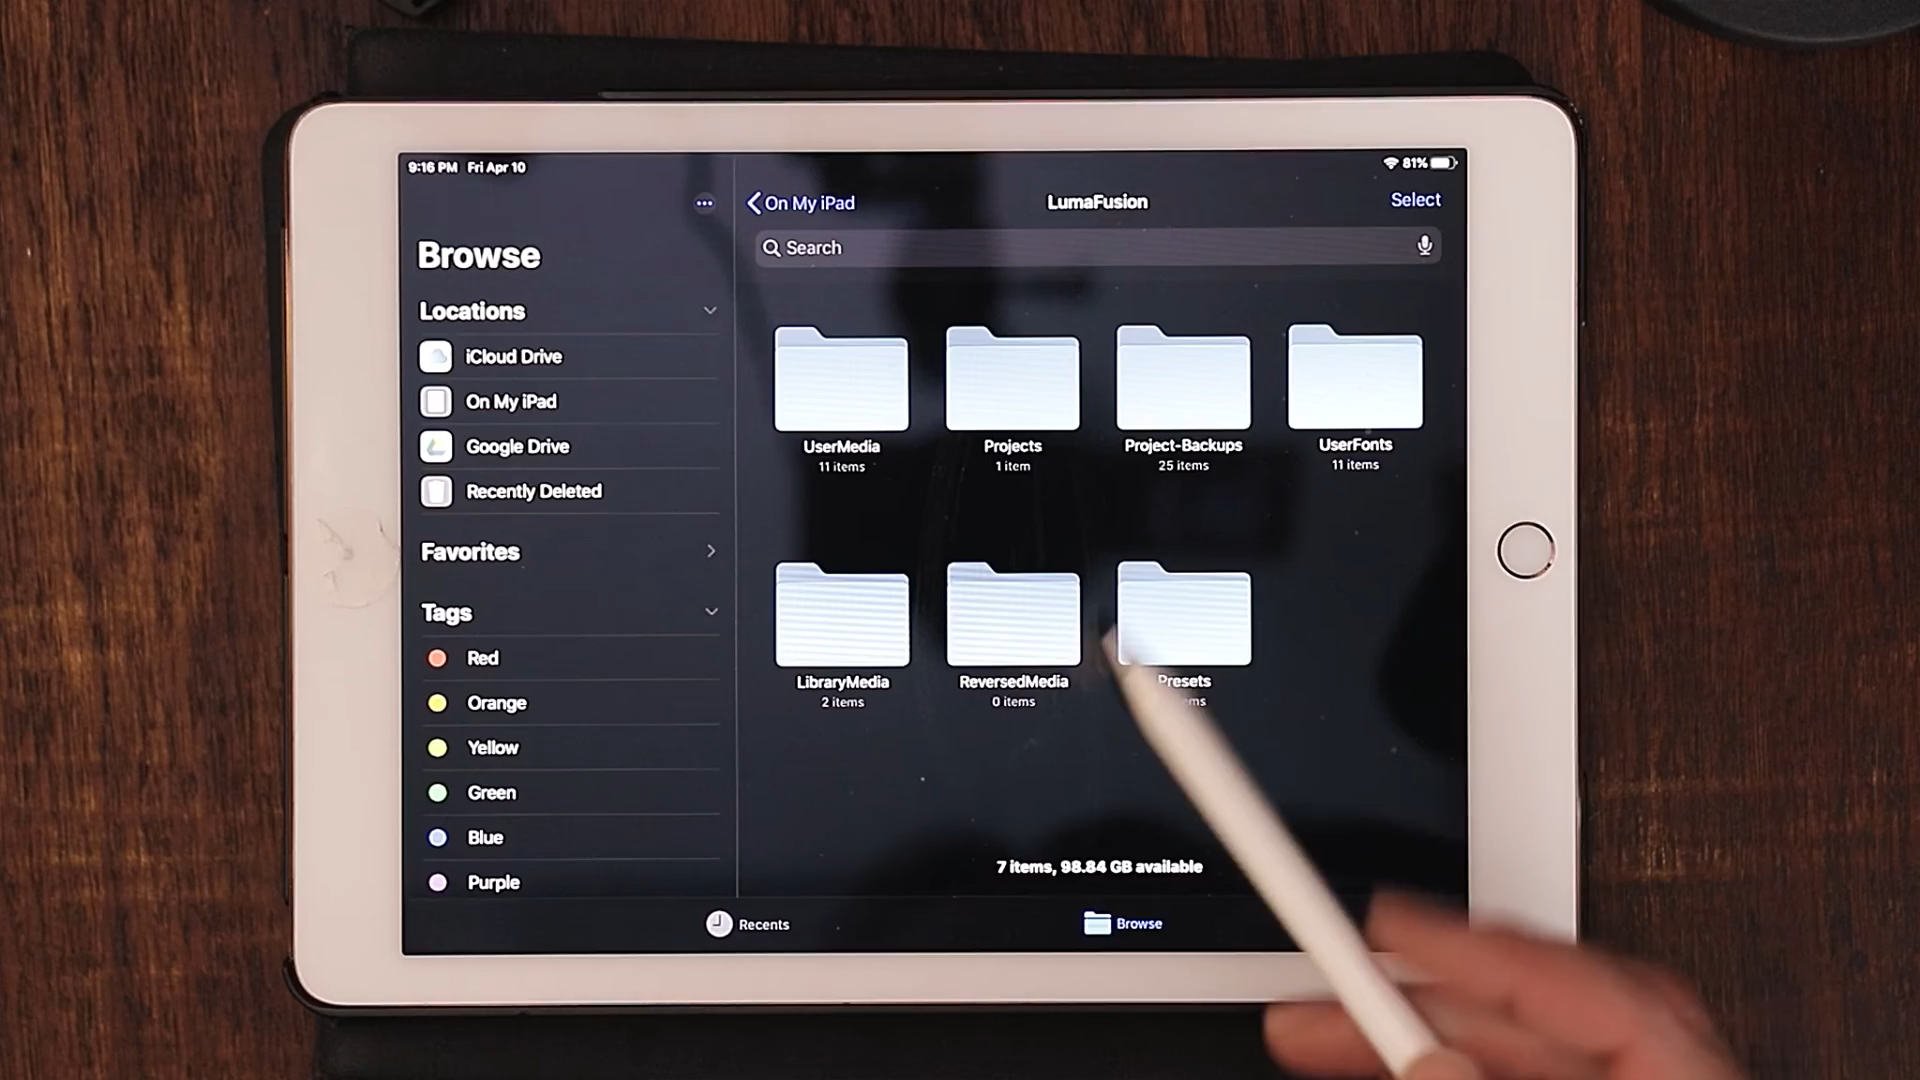 9:16 PM Fri Apr 10
81%
Browse
Locations
iCloud Drive
On My iPad
Google Drive
Recently Deleted
Favorites
Tags
Red
Orange
Yellow
Green
Blue
Purple
On My iPad
LumaFusion
Select
Search
UserMedia
11 items
Projects
1 item
Project-Backups
25 items
UserFonts
11 items
LibraryMedia
2 items
ReversedMedia
0 items
Presets
7 items, 98.84 GB available
Recents
Browse